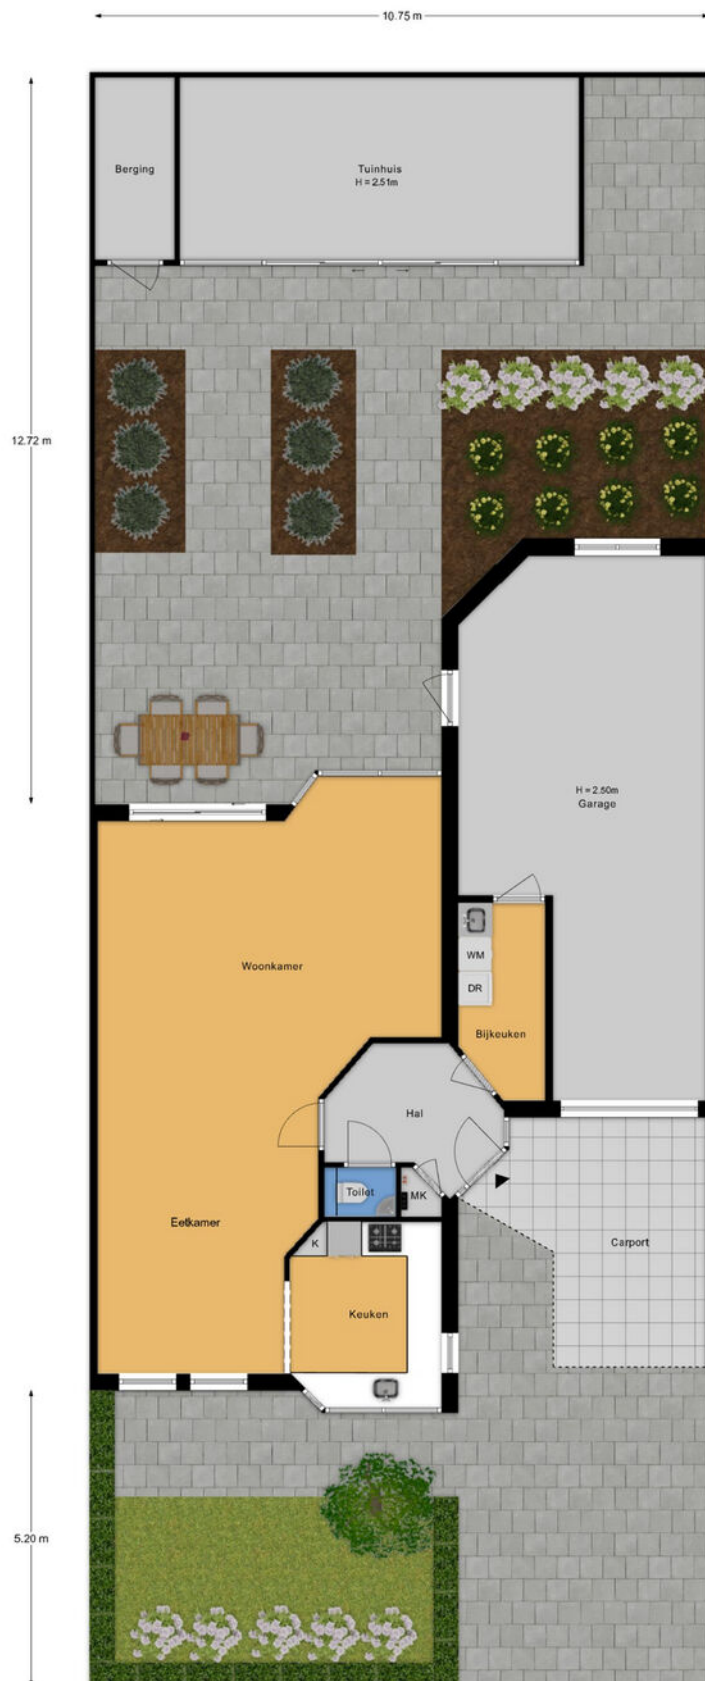 10.75 m
Berging
Tuinhuis
H = 2.51m
12.72 m
H = 2.50m
Garage
Woonkamer
WM
DR
Bijkeuken
Hal
Toilet
MK
Eetkamer
K
Carport
Keuken
5.20 m